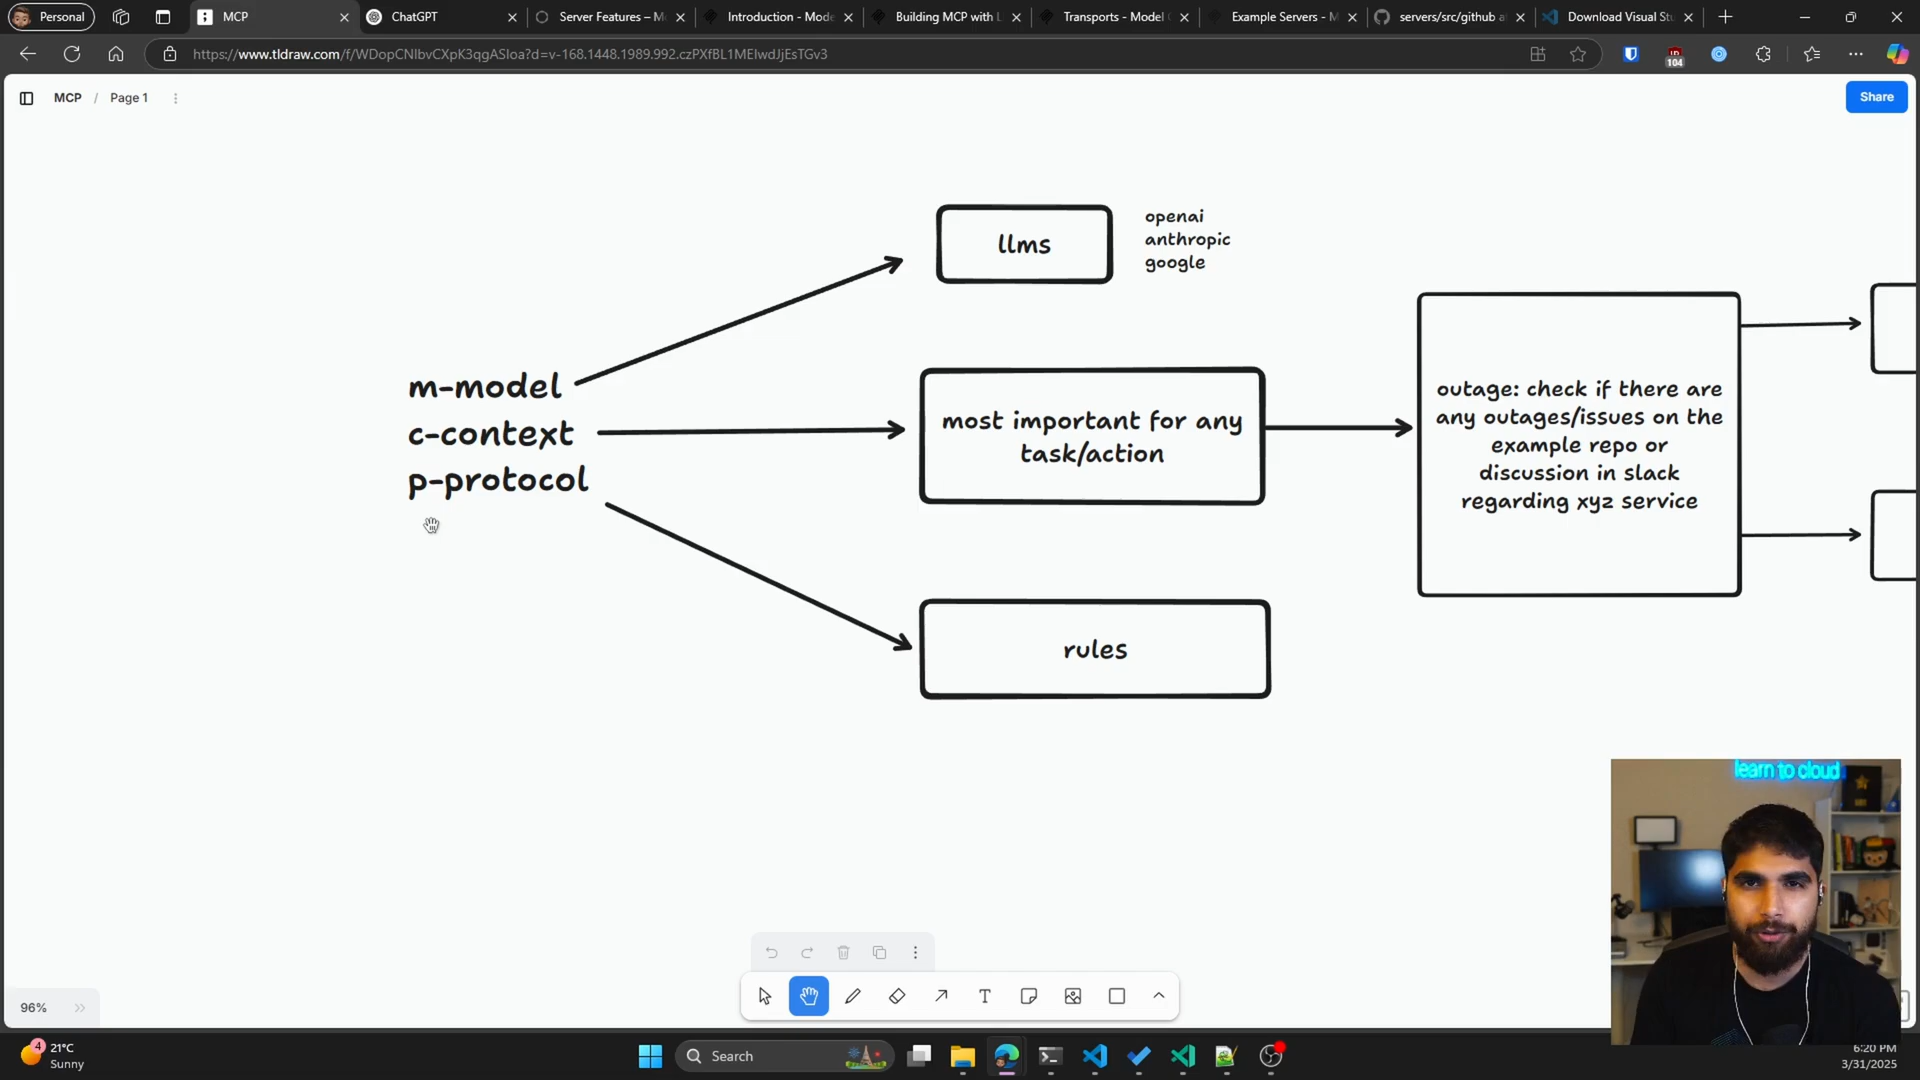 Personal
MCP
ChatGPT
Server Features – M
Introduction - Mode
Building MCP with L
Transports - Model
Example Servers - M
servers/src/github a
Download Visual Stu
https://www.tldraw.com/f/WDopCNlbvCXpK3qgASIoa?d=v-168.1448.1989.992.czPXfBL1MEIwdJjEsTGv3
104
MCP / Page 1
Share
llms
openai
anthropic
google
m-model
c-context
p-protocol
most important for any
task/action
outage: check if there are
any outages/issues on the
example repo or
discussion in slack
regarding xyz service
rules
learn to cloud
96%
4
21°C
Sunny
Search
6:20 PM
3/31/2025